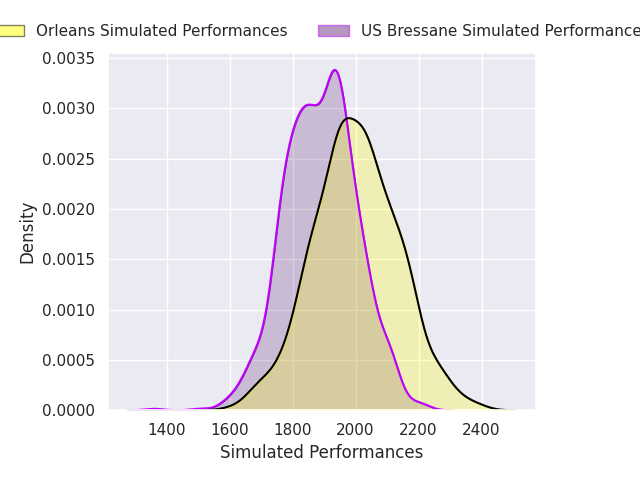 Orleans Simulated Performances
US Bressane Simulated Performance
0.0035
0.0030
0.0025
0.0020
0.0015
0.0010
0.0005
0.0000
Density
1400 1600 1800 2000 2200 2400
Simulated Performances